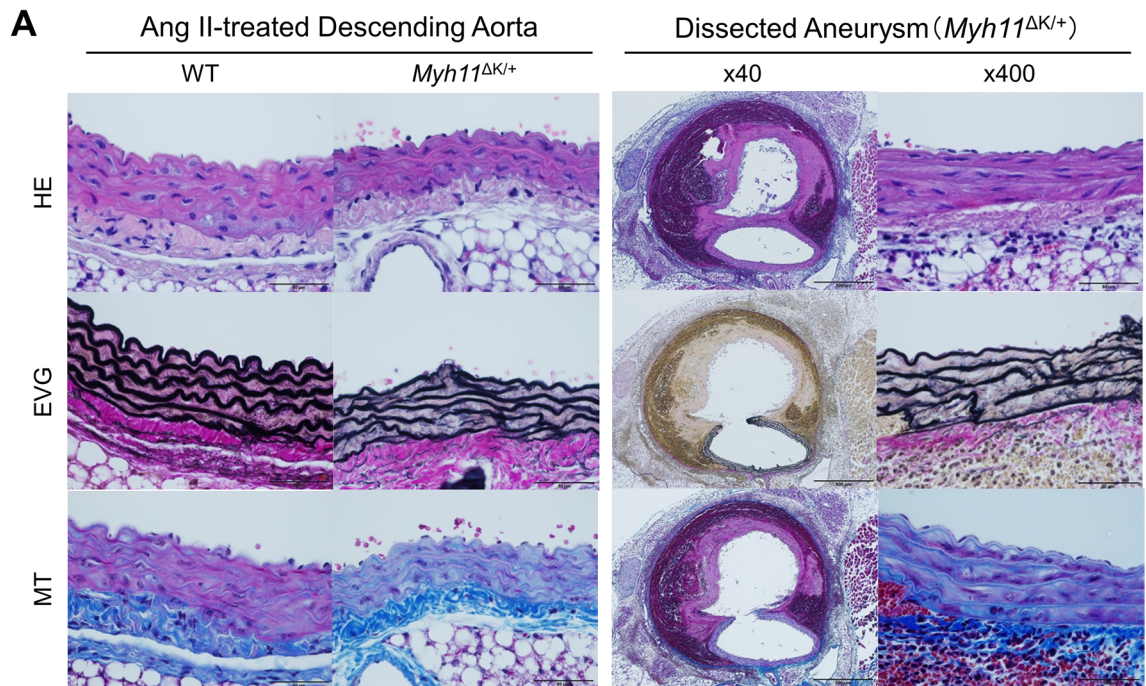 A
Ang II-treated Descending Aorta
Dissected Aneurysm（Myh11ΔK/+）
WT
Myh11ΔK/+
x40
x400
HE
EVG
MT